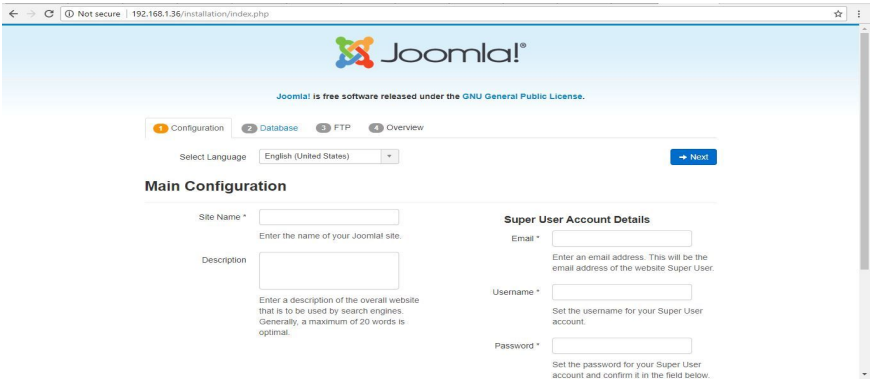 Not secure | 192.168.1.36/installation/index.php
Joomla!®
Joomla! is free software released under the GNU General Public License.
1 Configuration 2 Database 3 FTP 4 Overview
Select Language English (United States) → Next
Main Configuration
Site Name *
Enter the name of your Joomla! site.
Description
Enter a description of the overall website
that is to be used by search engines.
Generally, a maximum of 20 words is
optimal.
Super User Account Details
Email *
Enter an email address. This will be the
email address of the website Super User.
Username *
Set the username for your Super User
account.
Password *
Set the password for your Super User
account and confirm it in the field below.